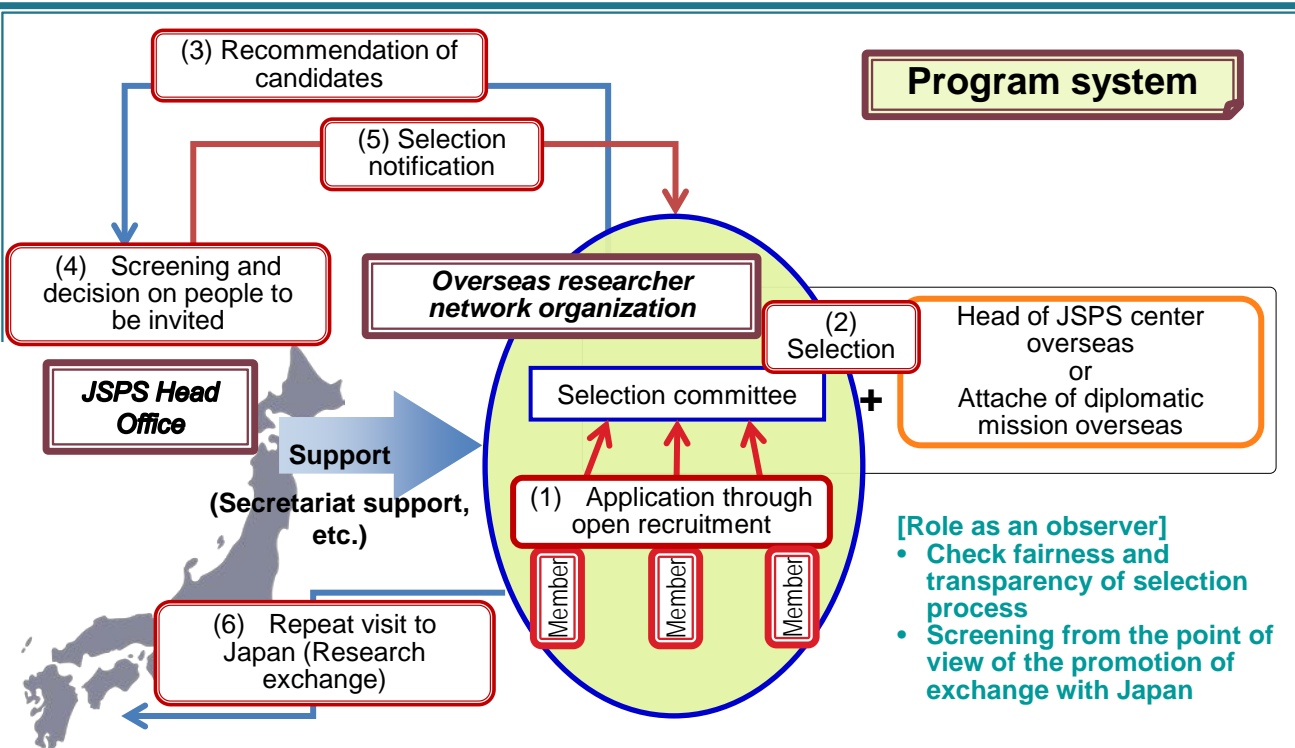 Program system
(3) Recommendation of
candidates
(5) Selection
notification
(4) Screening and
decision on people to
be invited
JSPS Head
Office
Overseas researcher
network organization
(2)
Selection
Selection committee
+
Head of JSPS center
overseas
or
Attache of diplomatic
mission overseas
Support
(Secretariat support,
etc.)
(1) Application through
open recruitment
Member
Member
Member
[Role as an observer]
• Check fairness and
transparency of selection
process
• Screening from the point of
view of the promotion of
exchange with Japan
(6) Repeat visit to
Japan (Research
exchange)